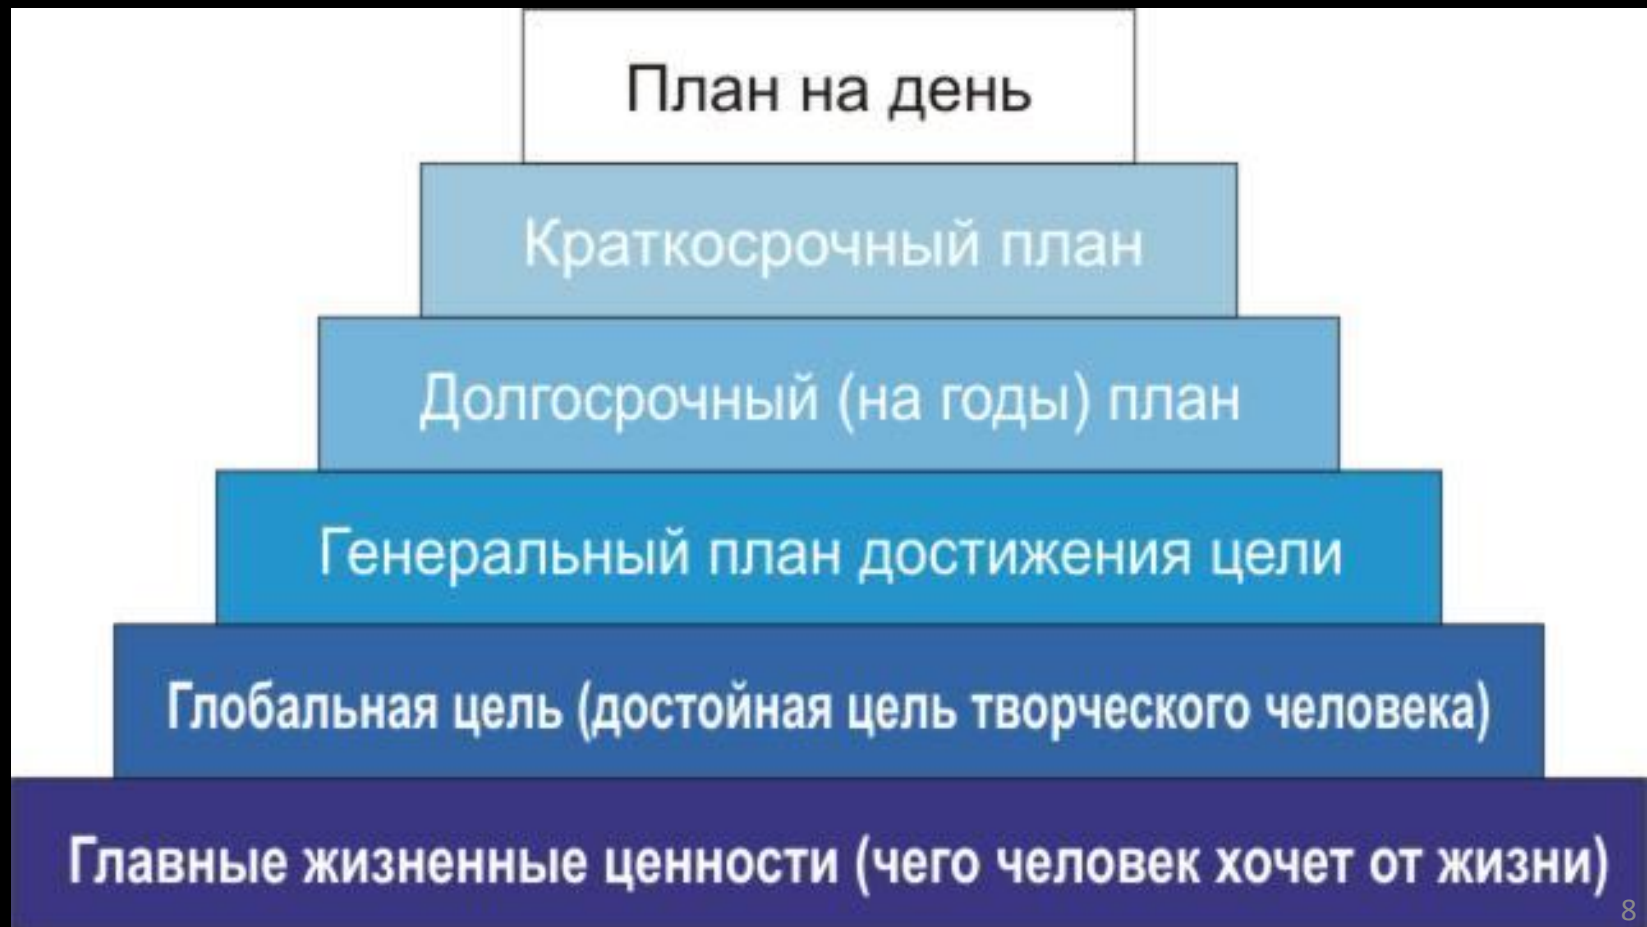 План на день
Краткосрочный план
Долгосрочный (на годы) план
Генеральный план достижения цели
Глобальная цель (достойная цель творческого человека)
Главные жизненные ценности (чего человек хочет от жизни)
8